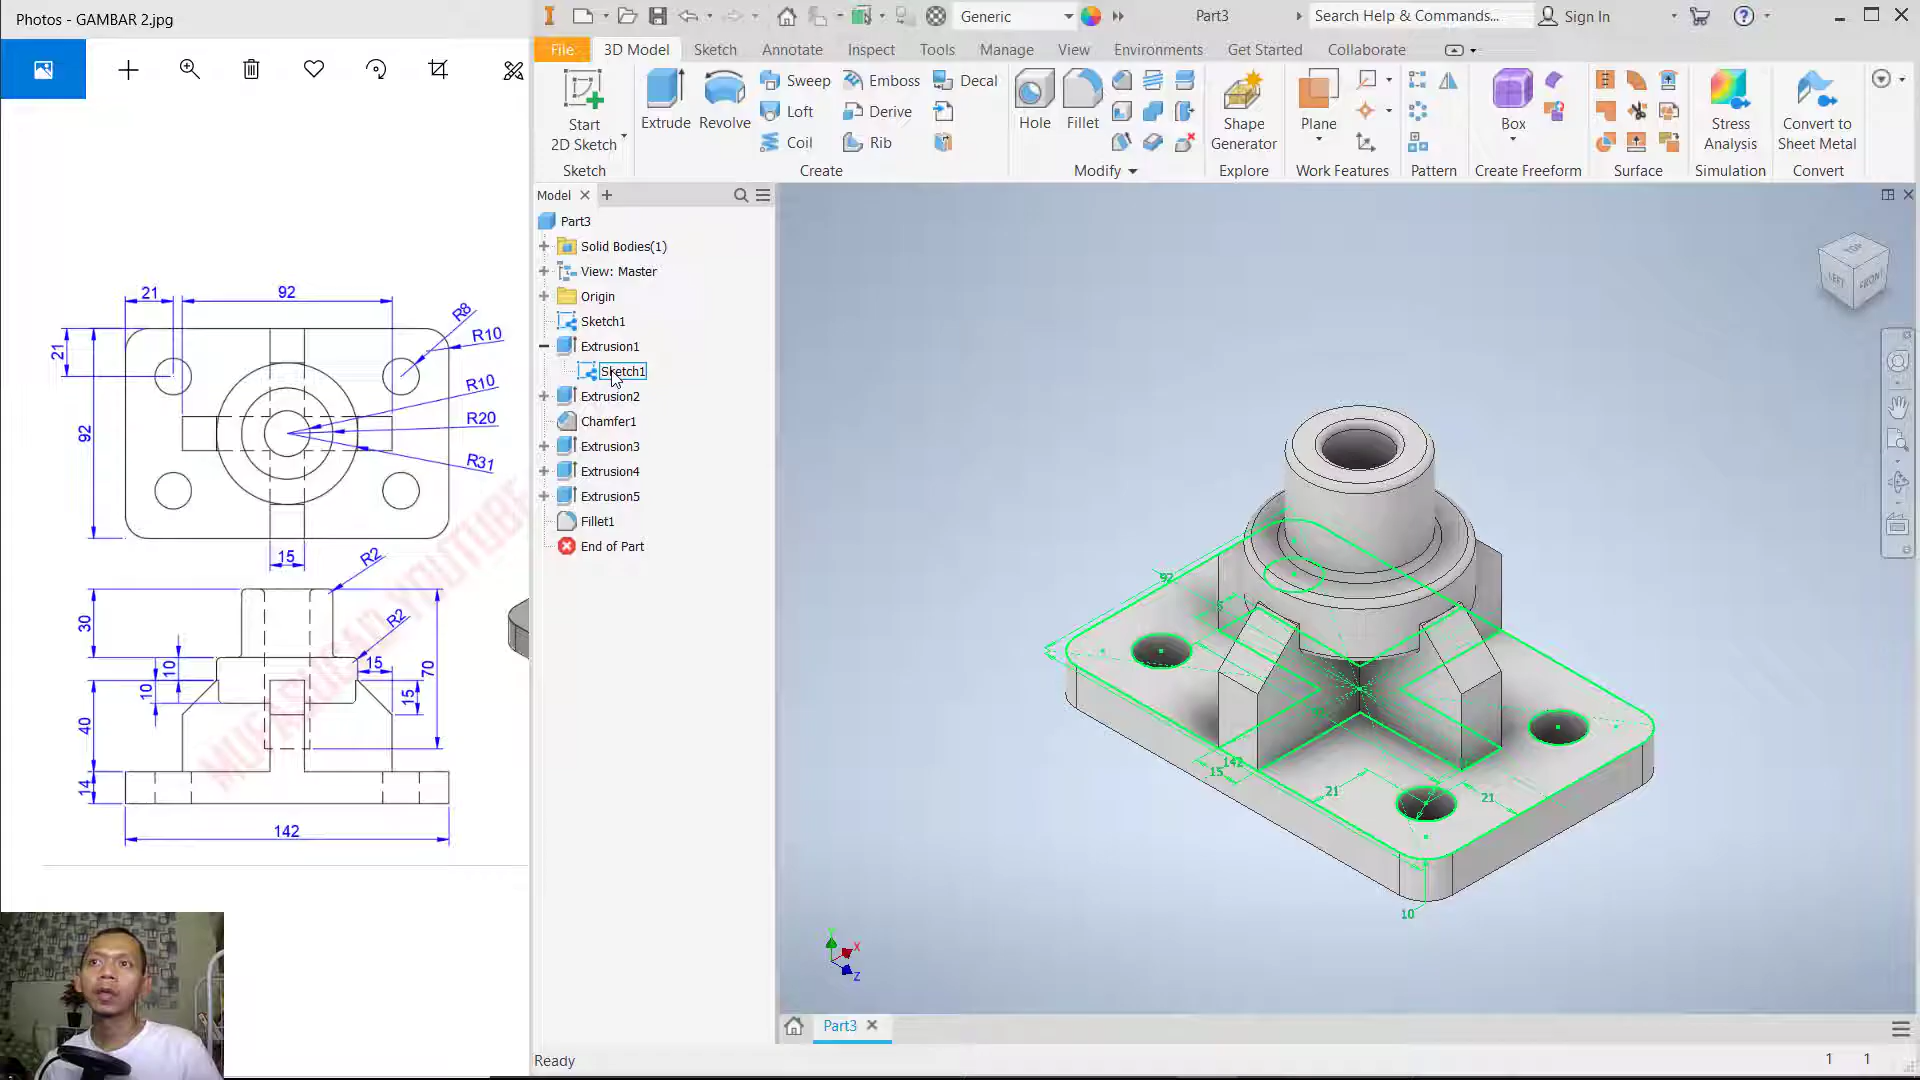 Photos - GAMBAR 2.jpg
Generic
Part3
Search Help & Commands...
Sign In
File
3D Model
Sketch
Annotate
Inspect
Tools
Manage
View
Environments
Get Started
Collaborate
Start
2D Sketch
Extrude
Revolve
Sweep
Loft
Coil
Emboss
Derive
Rib
Decal
Hole
Fillet
Shape
Generator
Plane
Box
Stress
Analysis
Convert to
Sheet Metal
Sketch
Create
Modify
Explore
Work Features
Pattern
Create Freeform
Surface
Simulation
Convert
Model
Part3
Solid Bodies(1)
View: Master
Origin
Sketch1
Extrusion1
Sketch1
Extrusion2
Chamfer1
Extrusion3
Extrusion4
Extrusion5
Fillet1
End of Part
21
92
R8
R10
21
R10
R20
92
R31
15
R2
30
R2
10
15
70
10
15
40
14
142
TOP
LEFT
FRONT
92
142
15
21
21
10
Y
X
Z
Part3
Ready
1
1